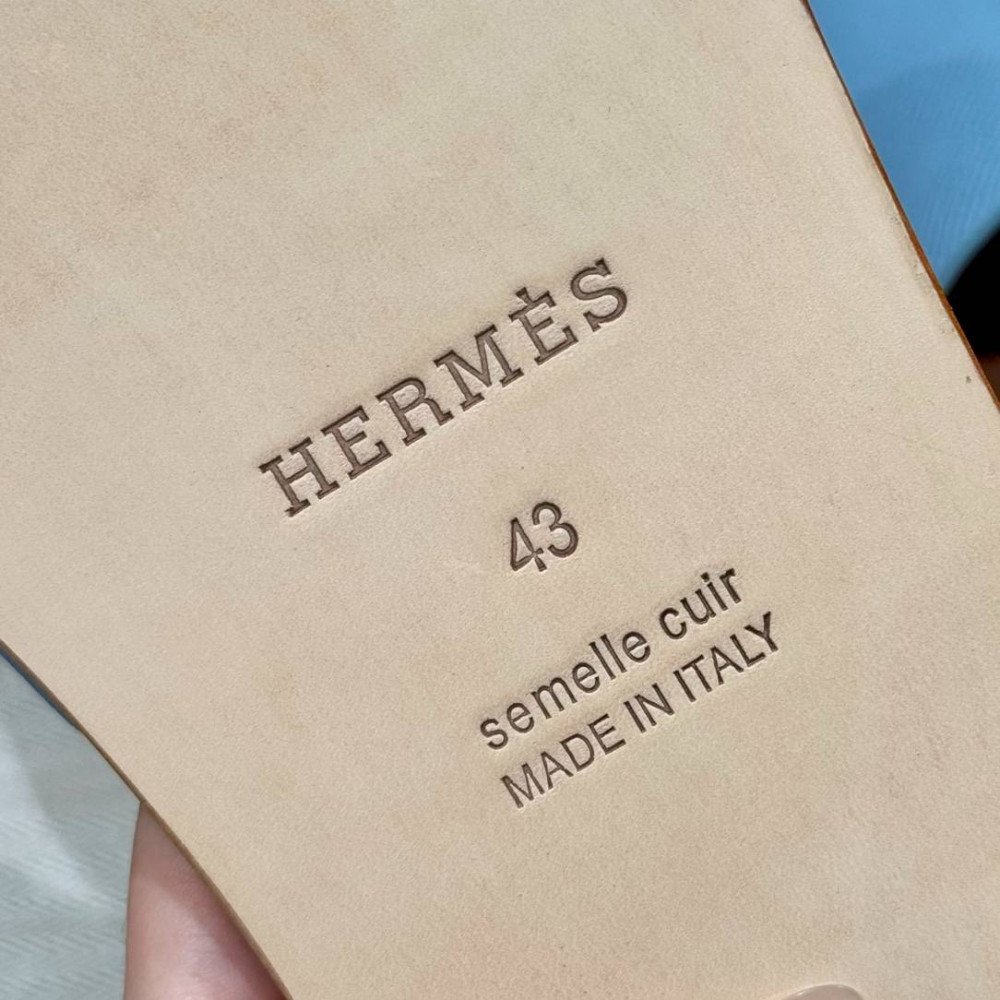 HERMÈS
43
semelle cuir
MADE IN ITALY